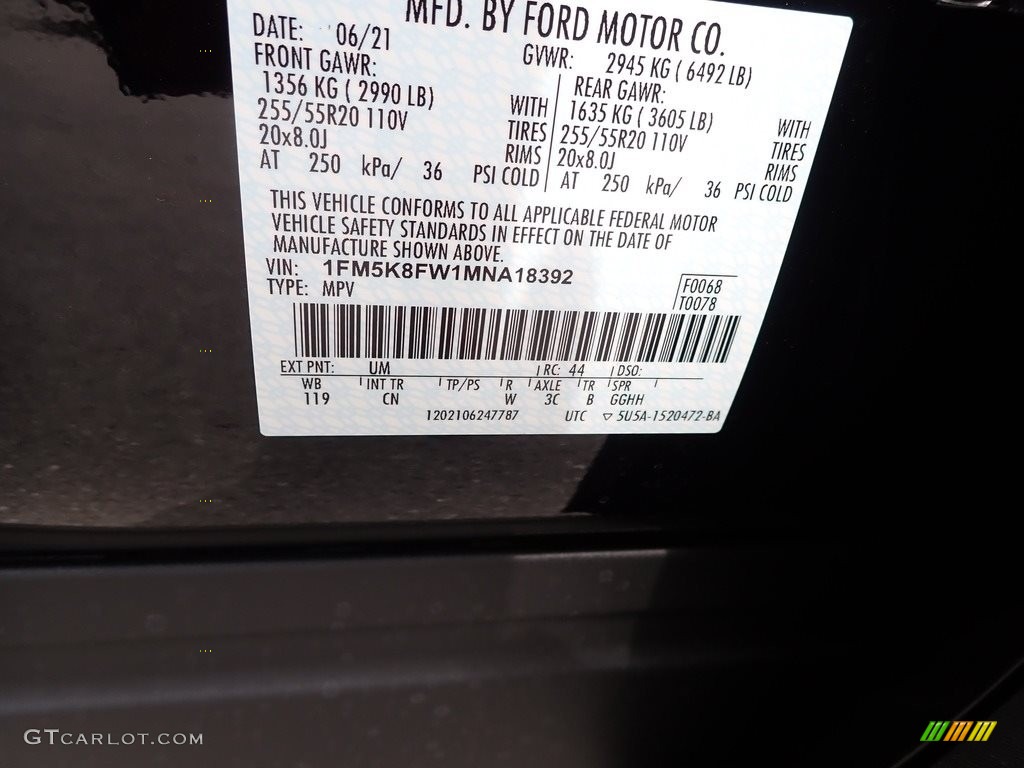 MFD. BY FORD MOTOR CO.
DATE: 06/21 GVWR: 2945 KG ( 6492 LB)
FRONT GAWR: REAR GAWR:
1356 KG ( 2990 LB) WITH 1635 KG ( 3605 LB) WITH
255/55R20 110V TIRES 255/55R20 110V TIRES
20x8.0J RIMS 20x8.0J RIMS
AT 250 kPa/ 36 PSI COLD AT 250 kPa/ 36 PSI COLD
THIS VEHICLE CONFORMS TO ALL APPLICABLE FEDERAL MOTOR
VEHICLE SAFETY STANDARDS IN EFFECT ON THE DATE OF
MANUFACTURE SHOWN ABOVE.
VIN: 1FM5K8FW1MNA18392 F0068
TYPE: MPV T0078
EXT PNT: UM RC: 44 DSO:
WB INT TR TP/PS R AXLE TR SPR
119 CN W 3C B GGHH
1202106247787 UTC ▽ 5U5A-1520472-BA
GTCARLOT.COM